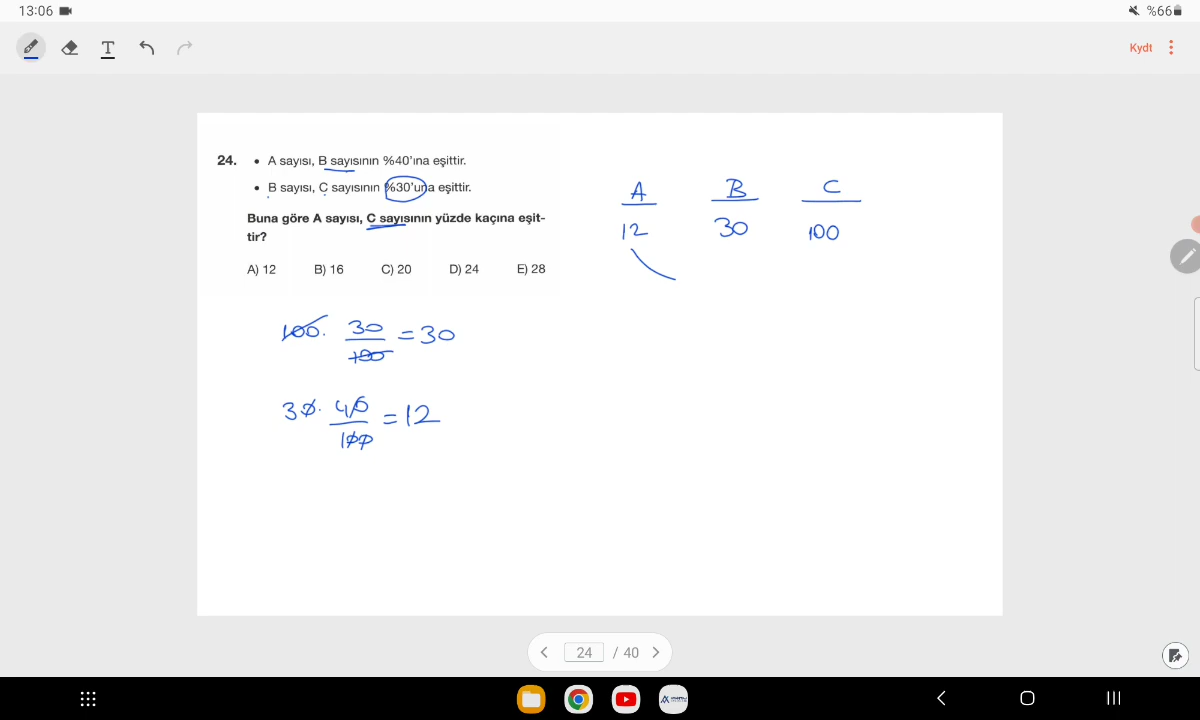 13:06
%66
T
Kydt
24. • A sayısı, B sayısının %40'ına eşittir.
• B sayısı, C sayısının %30'una eşittir.
Buna göre A sayısı, C sayısının yüzde kaçına eşit-
tir?
A) 12 B) 16 C) 20 D) 24 E) 28
A B C
12 30 100
100. 30/100 = 30
30. 40/100 = 12
24 / 40